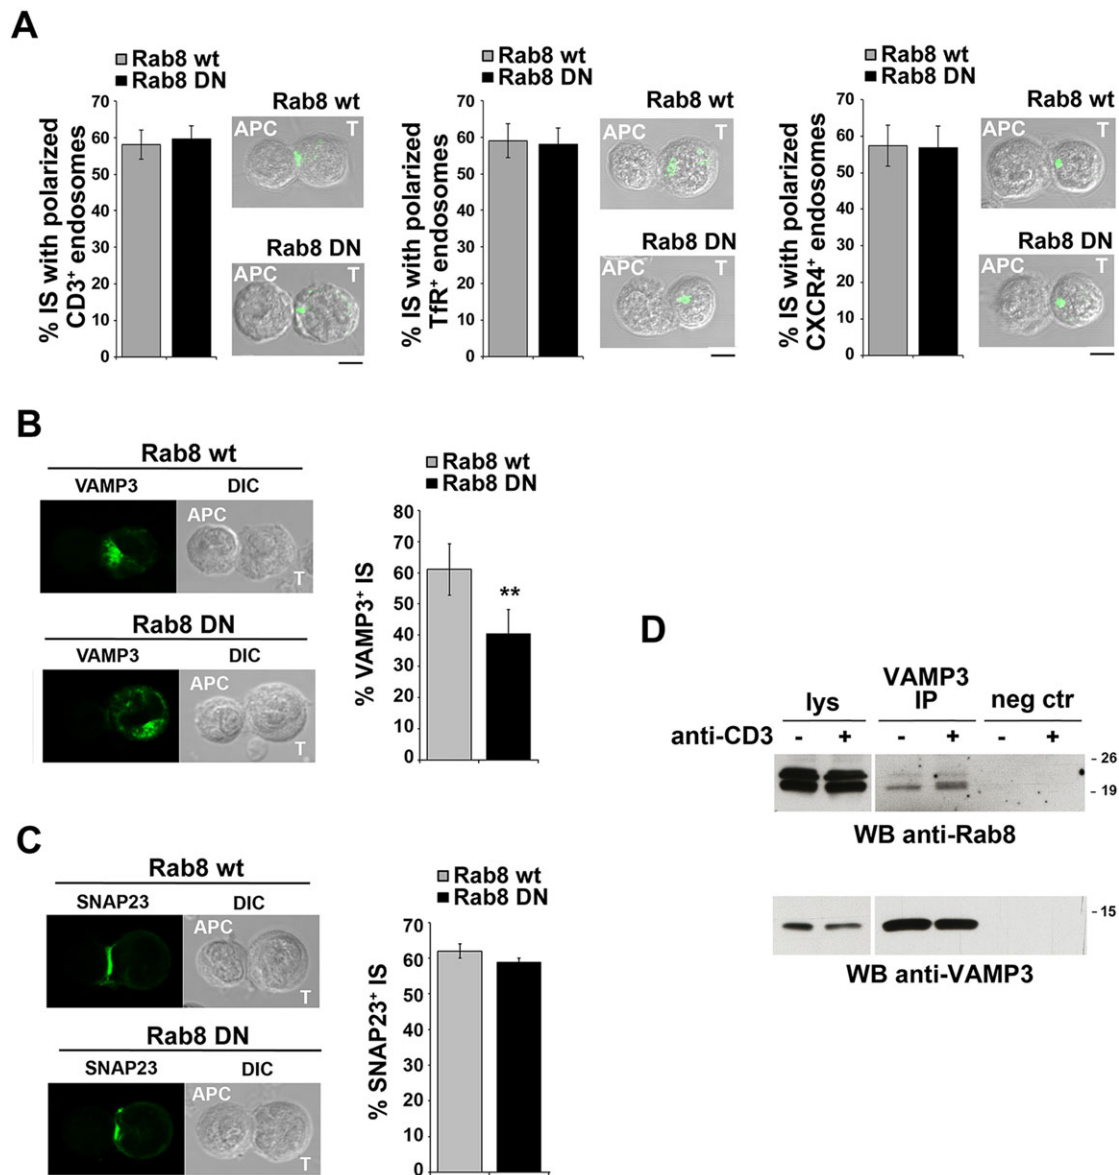 A
Rab8 wt
Rab8 DN
% IS with polarized
CD3+ endosomes
70
60
50
40
30
20
10
0
Rab8 wt
APC T
Rab8 DN
APC T
Rab8 wt
Rab8 DN
% IS with polarized
TfR+ endosomes
70
60
50
40
30
20
10
0
Rab8 wt
APC T
Rab8 DN
APC T
Rab8 wt
Rab8 DN
% IS with polarized
CXCR4+ endosomes
70
60
50
40
30
20
10
0
Rab8 wt
APC T
Rab8 DN
APC T
B
Rab8 wt
VAMP3 DIC
APC
T
Rab8 DN
VAMP3 DIC
APC
T
Rab8 wt
Rab8 DN
% VAMP3+ IS
80
70
60
50
40
30
20
10
0
**
C
Rab8 wt
SNAP23 DIC
APC
T
Rab8 DN
SNAP23 DIC
APC
T
Rab8 wt
Rab8 DN
% SNAP23+ IS
70
60
50
40
30
20
10
0
D
lys VAMP3 IP neg ctr
anti-CD3 - + - + - +
- 26
- 19
WB anti-Rab8
- 15
WB anti-VAMP3